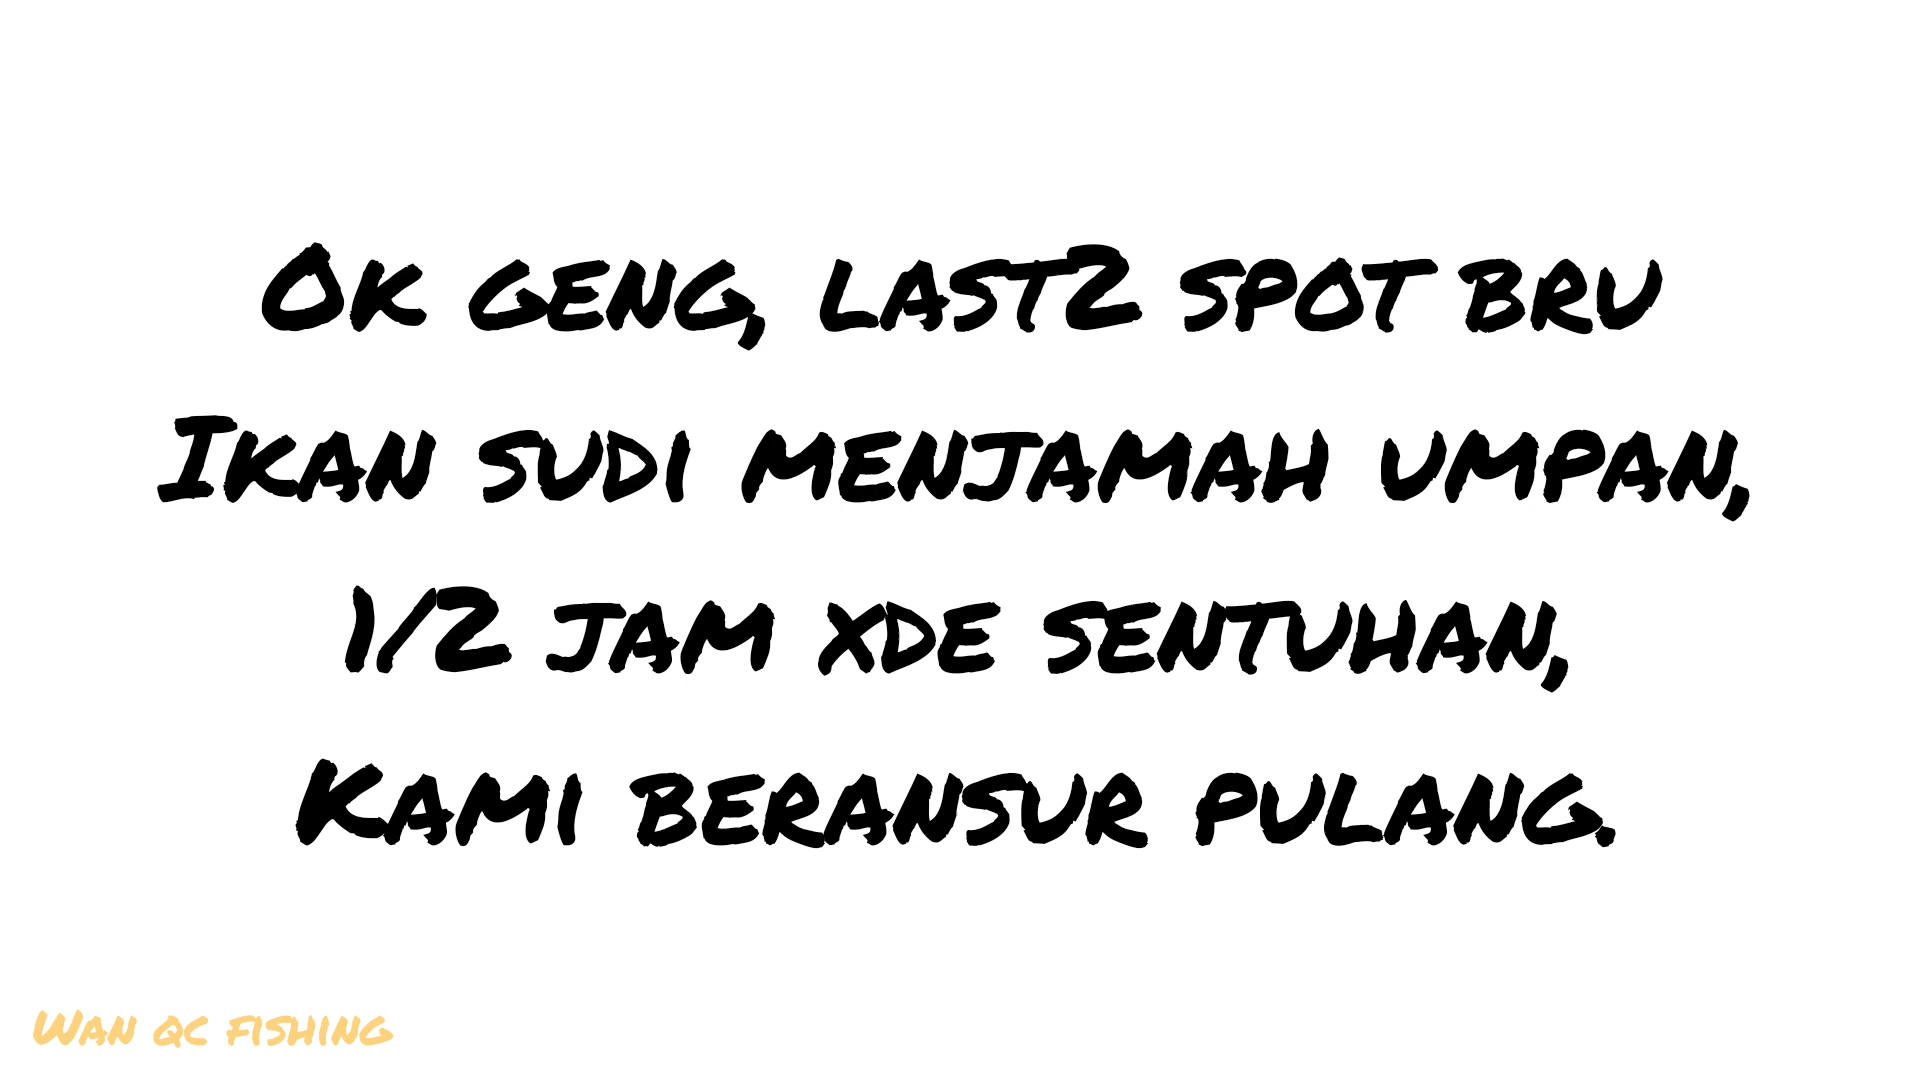 Ok geng, last2 spot bru
Ikan sudi menjamah umpan,
1/2 jam xde sentuhan,
Kami beransur pulang.
Wan qc fishing